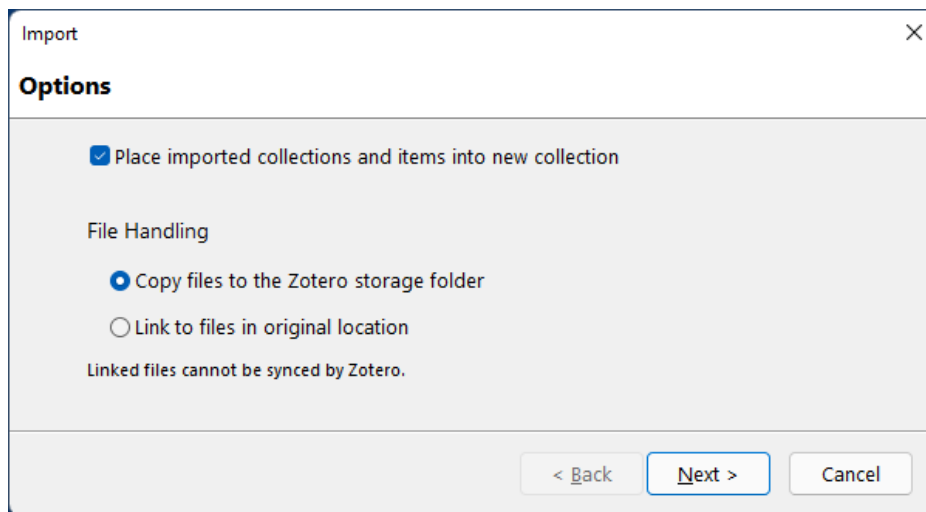 Import
Options
Place imported collections and items into new collection
File Handling
Copy files to the Zotero storage folder
Link to files in original location
Linked files cannot be synced by Zotero.
< Back Next > Cancel